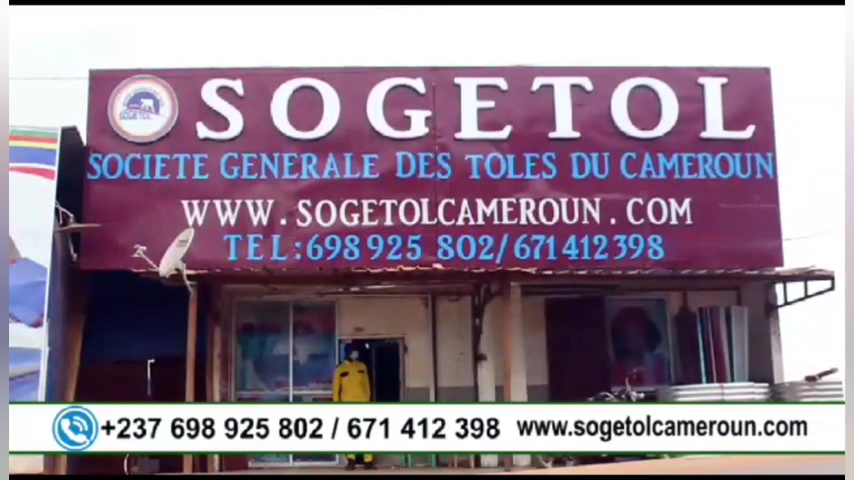 SOGETOL
SOCIETE GENERALE DES TOLES DU CAMEROUN
WWW.SOGETOLCAMEROUN.COM
TEL:698 925 802/671 412 398
+237 698 925 802 / 671 412 398 www.sogetolcameroun.com